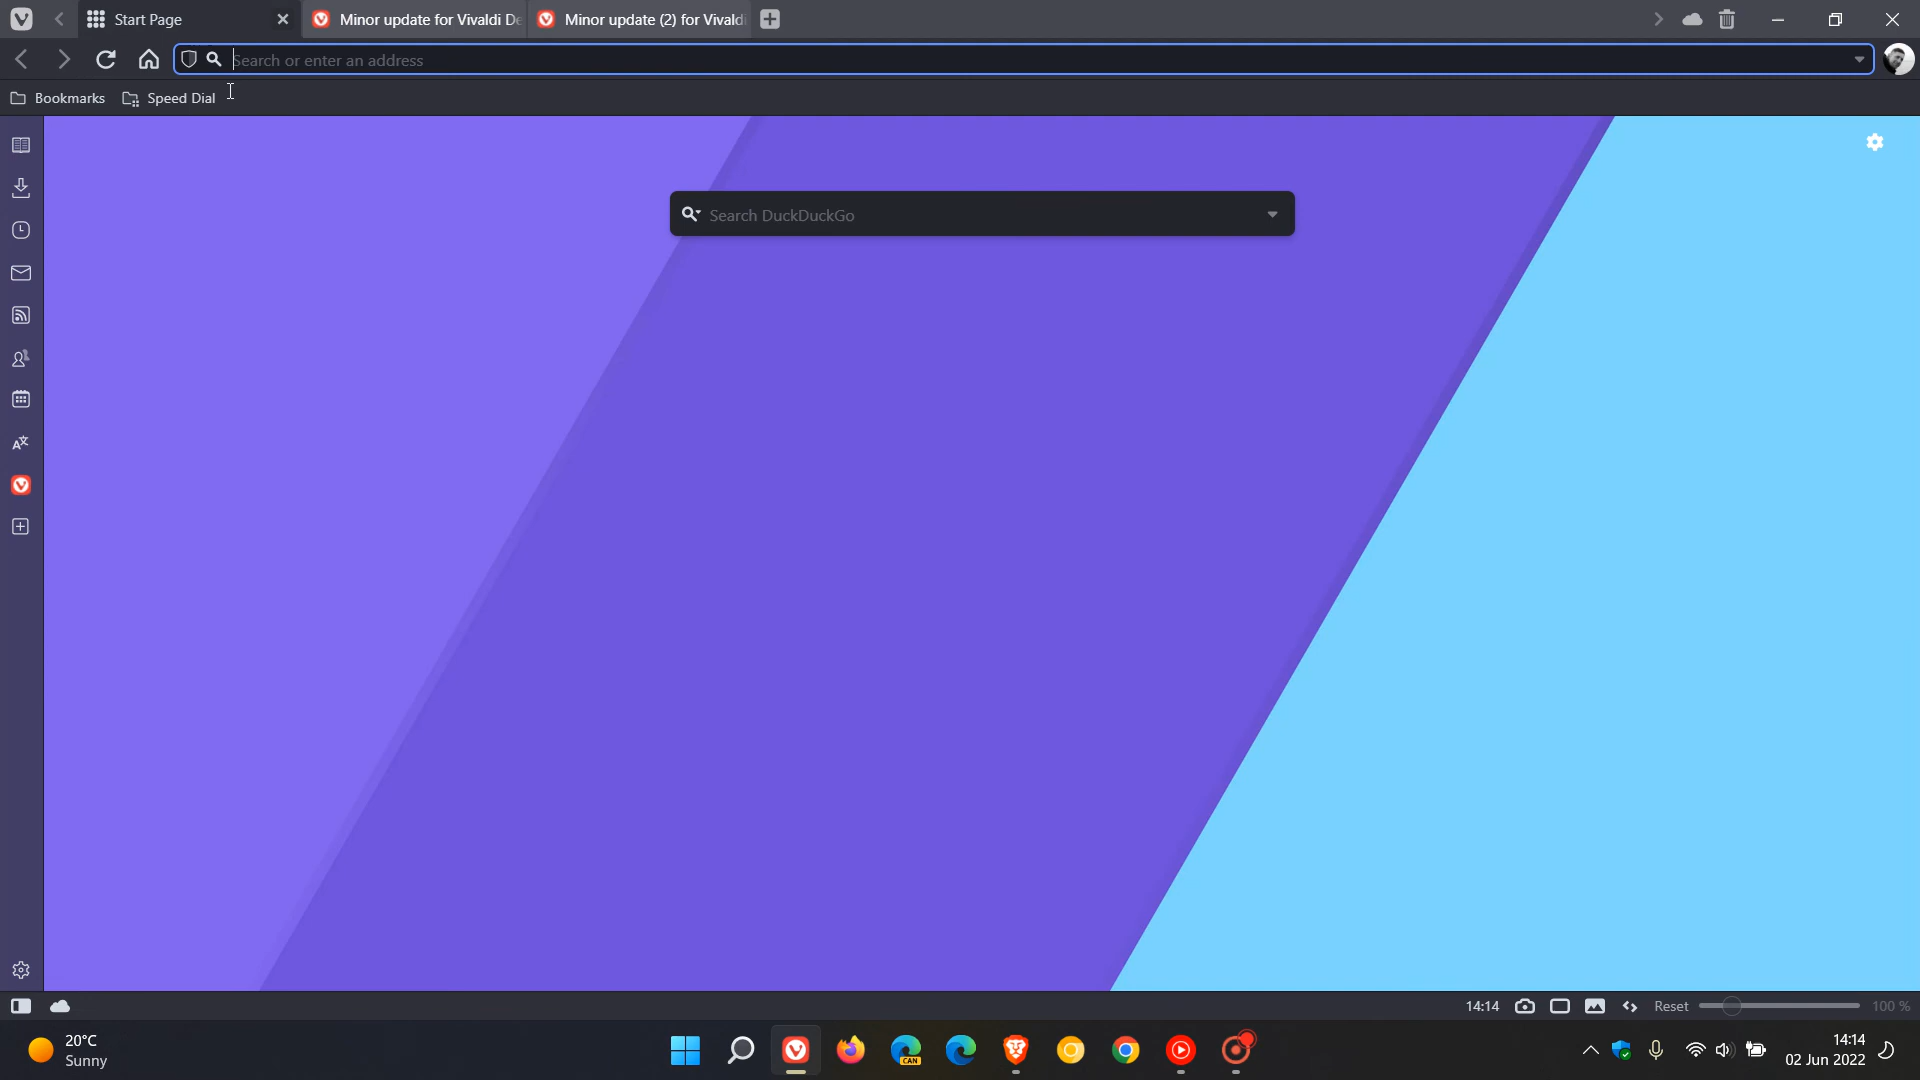 Start Page
Minor update for Vivaldi De
Minor update (2) for Vivaldi
Search or enter an address
Bookmarks
Speed Dial
Search DuckDuckGo
14:14
Reset
100 %
20°C
Sunny
CAN
14:14
02 Jun 2022